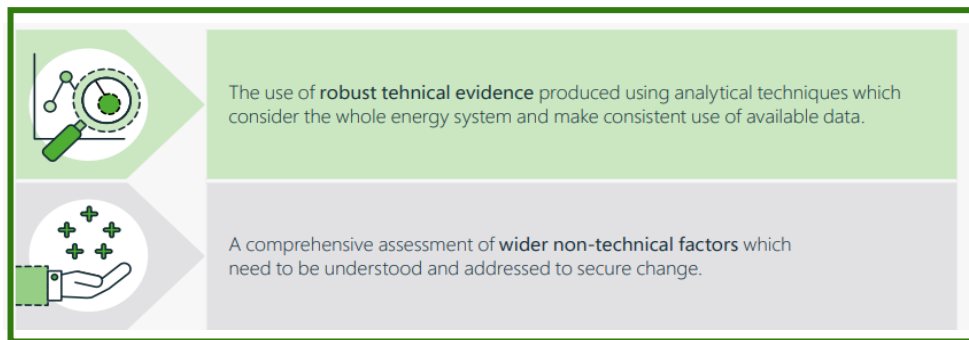 The use of robust tehnical evidence produced using analytical techniques which
consider the whole energy system and make consistent use of available data.
A comprehensive assessment of wider non-technical factors which
need to be understood and addressed to secure change.